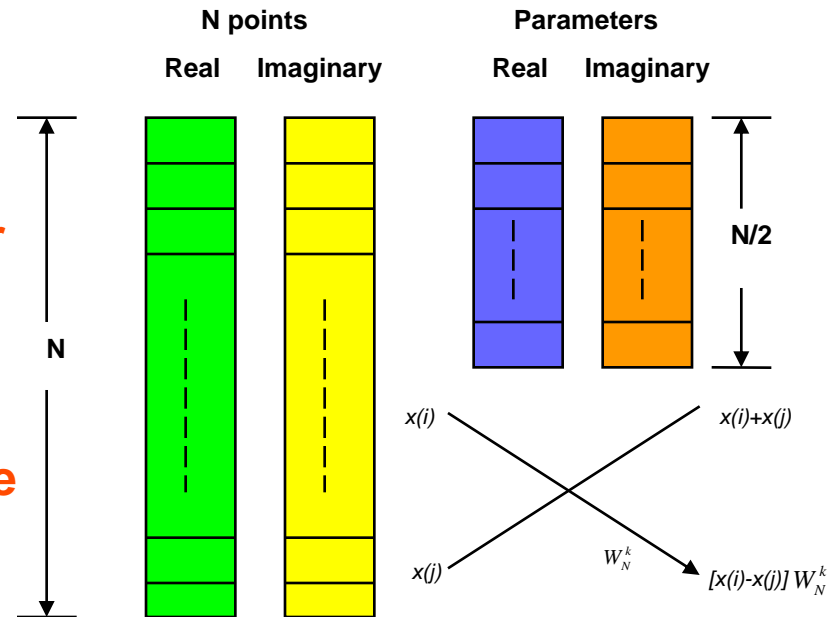 N points Parameters
Real Imaginary Real Imaginary
N/2
N
x(i) x(i)+x(j)
e
x(j) W_N^k [x(i)-x(j)] W_N^k